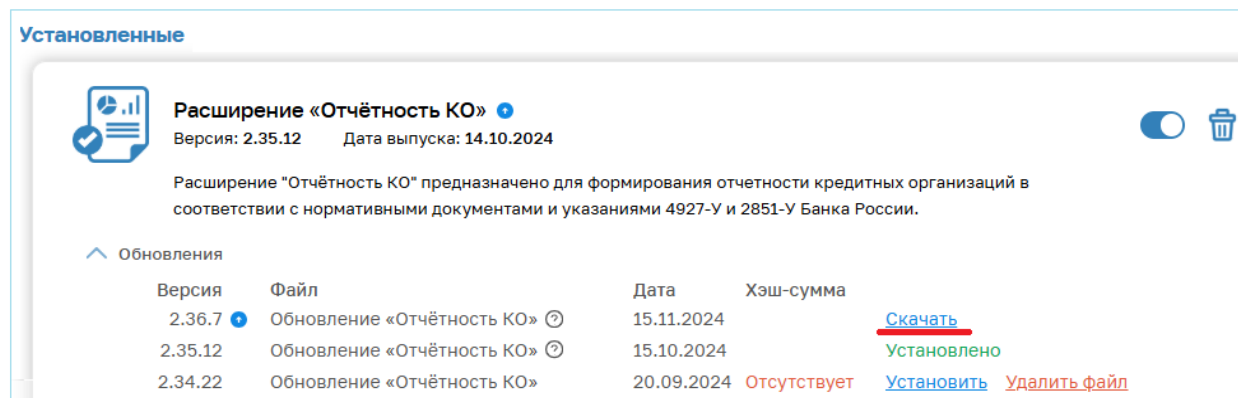 Установленные
Расширение «Отчётность КО»
Версия: 2.35.12 Дата выпуска: 14.10.2024
Расширение "Отчётность КО" предназначено для формирования отчетности кредитных организаций в
соответствии с нормативными документами и указаниями 4927-У и 2851-У Банка России.
Обновления
Версия Файл Дата Хэш-сумма
2.36.7 Обновление «Отчётность КО» ? 15.11.2024 Скачать
2.35.12 Обновление «Отчётность КО» ? 15.10.2024 Установлено
2.34.22 Обновление «Отчётность КО» 20.09.2024 Отсутствует Установить Удалить файл